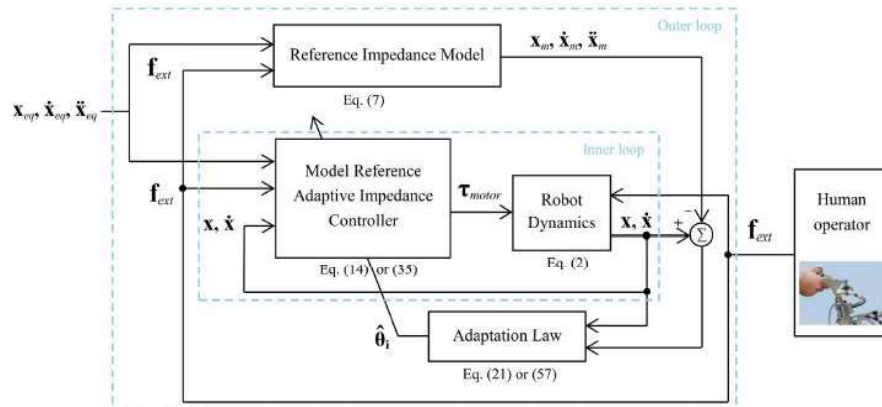 Outer loop
Reference Impedance Model
Eq. (7)
f_ext
x_m, ẋ_m, ẍ_m
x_eq, ẋ_eq, ẍ_eq
Inner loop
Model Reference
Adaptive Impedance
Controller
f_ext
x, ẋ
Eq. (14) or (35)
τ_motor
Robot
Dynamics
Eq. (2)
x, ẋ
+
−
Σ
f_ext
Human
operator
Adaptation Law
θ̂_i
Eq. (21) or (57)